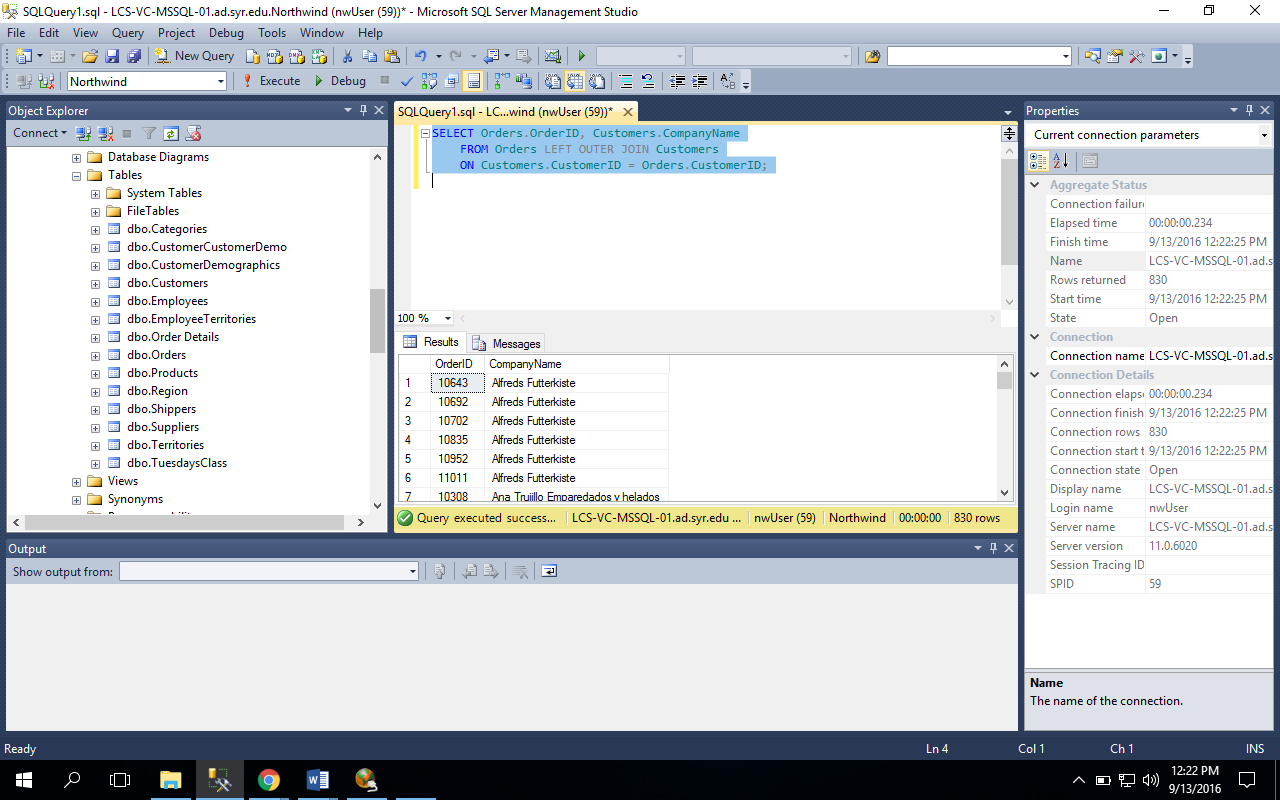 SQLQuery1.sql - LCS-VC-MSSQL-01.ad.syr.edu.Northwind (nwUser (59))* - Microsoft SQL Server Management Studio
File Edit View Query Project Debug Tools Window Help
New Query
Northwind Execute Debug
Object Explorer
Connect
Database Diagrams
Tables
System Tables
FileTables
dbo.Categories
dbo.CustomerCustomerDemo
dbo.CustomerDemographics
dbo.Customers
dbo.Employees
dbo.EmployeeTerritories
dbo.Order Details
dbo.Orders
dbo.Products
dbo.Region
dbo.Shippers
dbo.Suppliers
dbo.Territories
dbo.TuesdaysClass
Views
Synonyms
SQLQuery1.sql - LC...wind (nwUser (59))*
SELECT Orders.OrderID, Customers.CompanyName
FROM Orders LEFT OUTER JOIN Customers
ON Customers.CustomerID = Orders.CustomerID;
100 %
Results Messages
OrderID CompanyName
1 10643 Alfreds Futterkiste
2 10692 Alfreds Futterkiste
3 10702 Alfreds Futterkiste
4 10835 Alfreds Futterkiste
5 10952 Alfreds Futterkiste
6 11011 Alfreds Futterkiste
7 10308 Ana Trujillo Emparedados y helados
Query executed success... LCS-VC-MSSQL-01.ad.syr.edu ... nwUser (59) Northwind 00:00:00 830 rows
Properties
Current connection parameters
Aggregate Status
Connection failure
Elapsed time 00:00:00.234
Finish time 9/13/2016 12:22:25 PM
Name LCS-VC-MSSQL-01.ad.s
Rows returned 830
Start time 9/13/2016 12:22:25 PM
State Open
Connection
Connection name LCS-VC-MSSQL-01.ad.s
Connection Details
Connection elaps 00:00:00.234
Connection finish 9/13/2016 12:22:25 PM
Connection rows 830
Connection start t 9/13/2016 12:22:25 PM
Connection state Open
Display name LCS-VC-MSSQL-01.ad.s
Login name nwUser
Server name LCS-VC-MSSQL-01.ad.s
Server version 11.0.6020
Session Tracing ID
SPID 59
Name
The name of the connection.
Output
Show output from:
Ready Ln 4 Col 1 Ch 1 INS
12:22 PM
9/13/2016